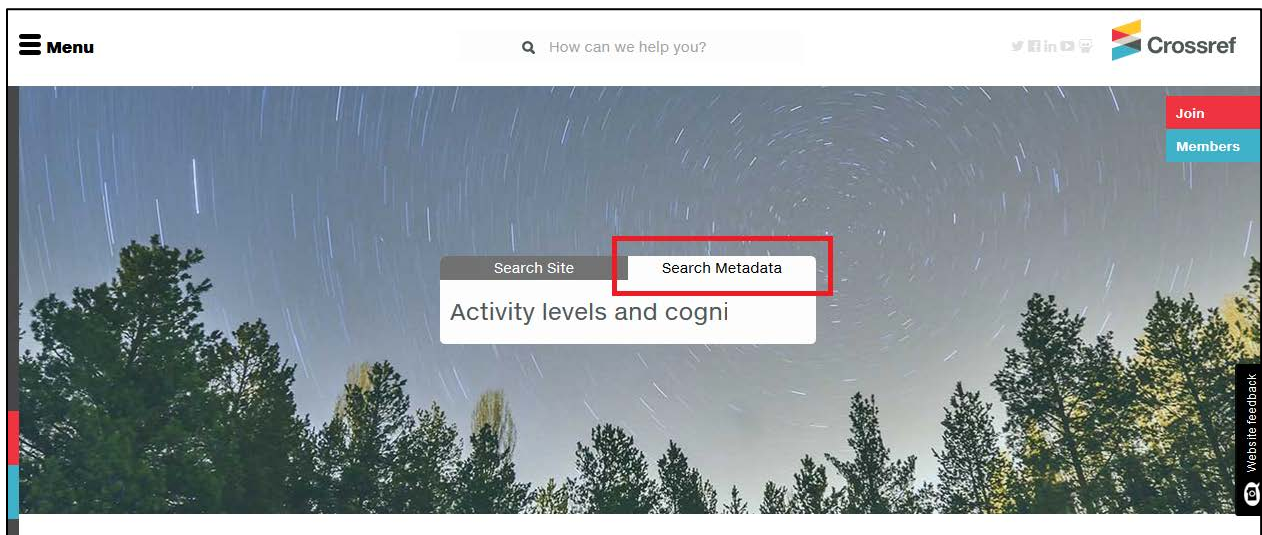 Menu
How can we help you?
Crossref
Join
Members
Search Site
Search Metadata
Activity levels and cogni
Website feedback